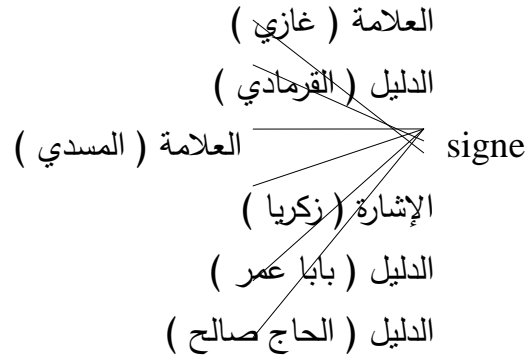 العلامة ( غازي )
الدليل ( القرمادي )
العلامة ( المسدي )
signe
الإشارة ( زكريا )
الدليل ( بابا عمر )
الدليل ( الحاج صالح )